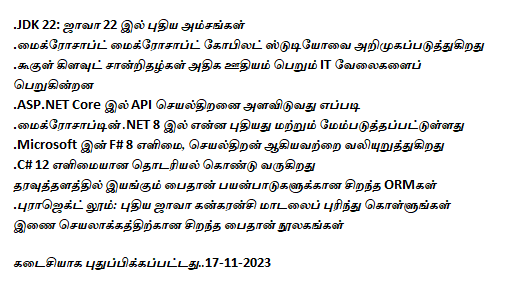 .JDK 22: ஜாவா 22 இல் புதிய அம்சங்கள்
.மைக்ரோசாப்ட் மைக்ரோசாப்ட் கோபிலட் ஸ்டுடியோவை அறிமுகப்படுத்துகிறது
.கூகுள் கிளவுட் சான்றிதழ்கள் அதிக ஊதியம் பெறும் IT வேலைகளைப்
பெறுகின்றன
.ASP.NET Core இல் API செயல்திறனை அளவிடுவது எப்படி
.மைக்ரோசாப்டின் .NET 8 இல் என்ன புதியது மற்றும் மேம்படுத்தப்பட்டுள்ளது
.Microsoft இன் F# 8 எளிமை, செயல்திறன் ஆகியவற்றை வலியுறுத்துகிறது
.C# 12 எளிமையான தொடரியல் கொண்டு வருகிறது
தரவுத்தளத்தில் இயங்கும் பைதான் பயன்பாடுகளுக்கான சிறந்த ORMகள்
.புராஜெக்ட் லூம்: புதிய ஜாவா கன்கரன்சி மாடலைப் புரிந்து கொள்ளுங்கள்
இணை செயலாக்கத்திற்கான சிறந்த பைதான் நூலகங்கள்
கடைசியாக புதுப்பிக்கப்பட்டது..17-11-2023